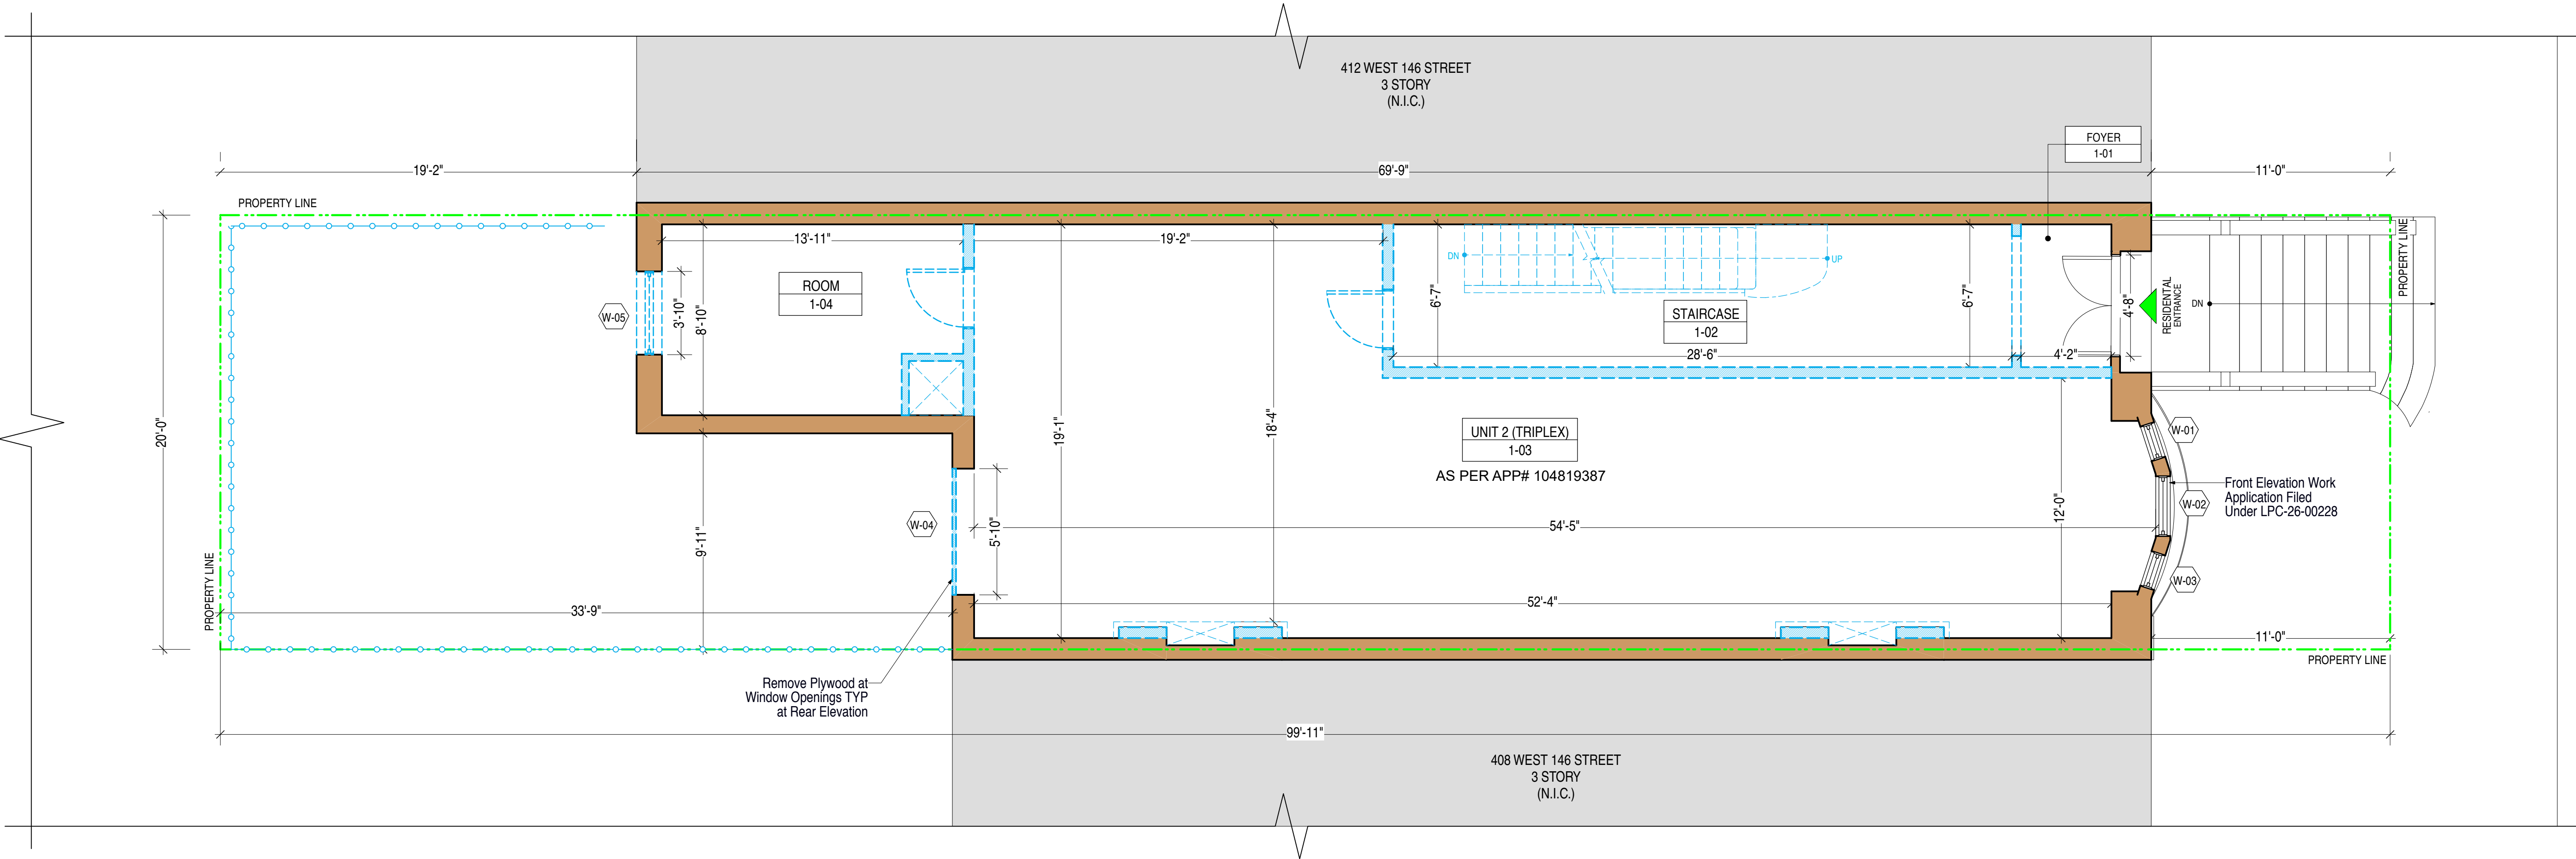 412 WEST 146 STREET
3 STORY
(N.I.C.)
FOYER
1-01
19'-2"
69'-9"
11'-0"
PROPERTY LINE
PROPERTY LINE
13'-11"
19'-2"
DN
UP
6'-7"
6'-7"
ROOM
1-04
STAIRCASE
1-02
W-05
3'-10"
8'-10"
4'-8"
RESIDENTAL
ENTRANCE
DN
28'-6"
4'-2"
20'-0"
19'-1"
18'-4"
UNIT 2 (TRIPLEX)
1-03
AS PER APP# 104819387
W-01
Front Elevation Work
Application Filed
Under LPC-26-00228
W-02
W-04
5'-10"
54'-5"
12'-0"
9'-11"
W-03
PROPERTY LINE
33'-9"
52'-4"
11'-0"
PROPERTY LINE
Remove Plywood at
Window Openings TYP
at Rear Elevation
99'-11"
408 WEST 146 STREET
3 STORY
(N.I.C.)